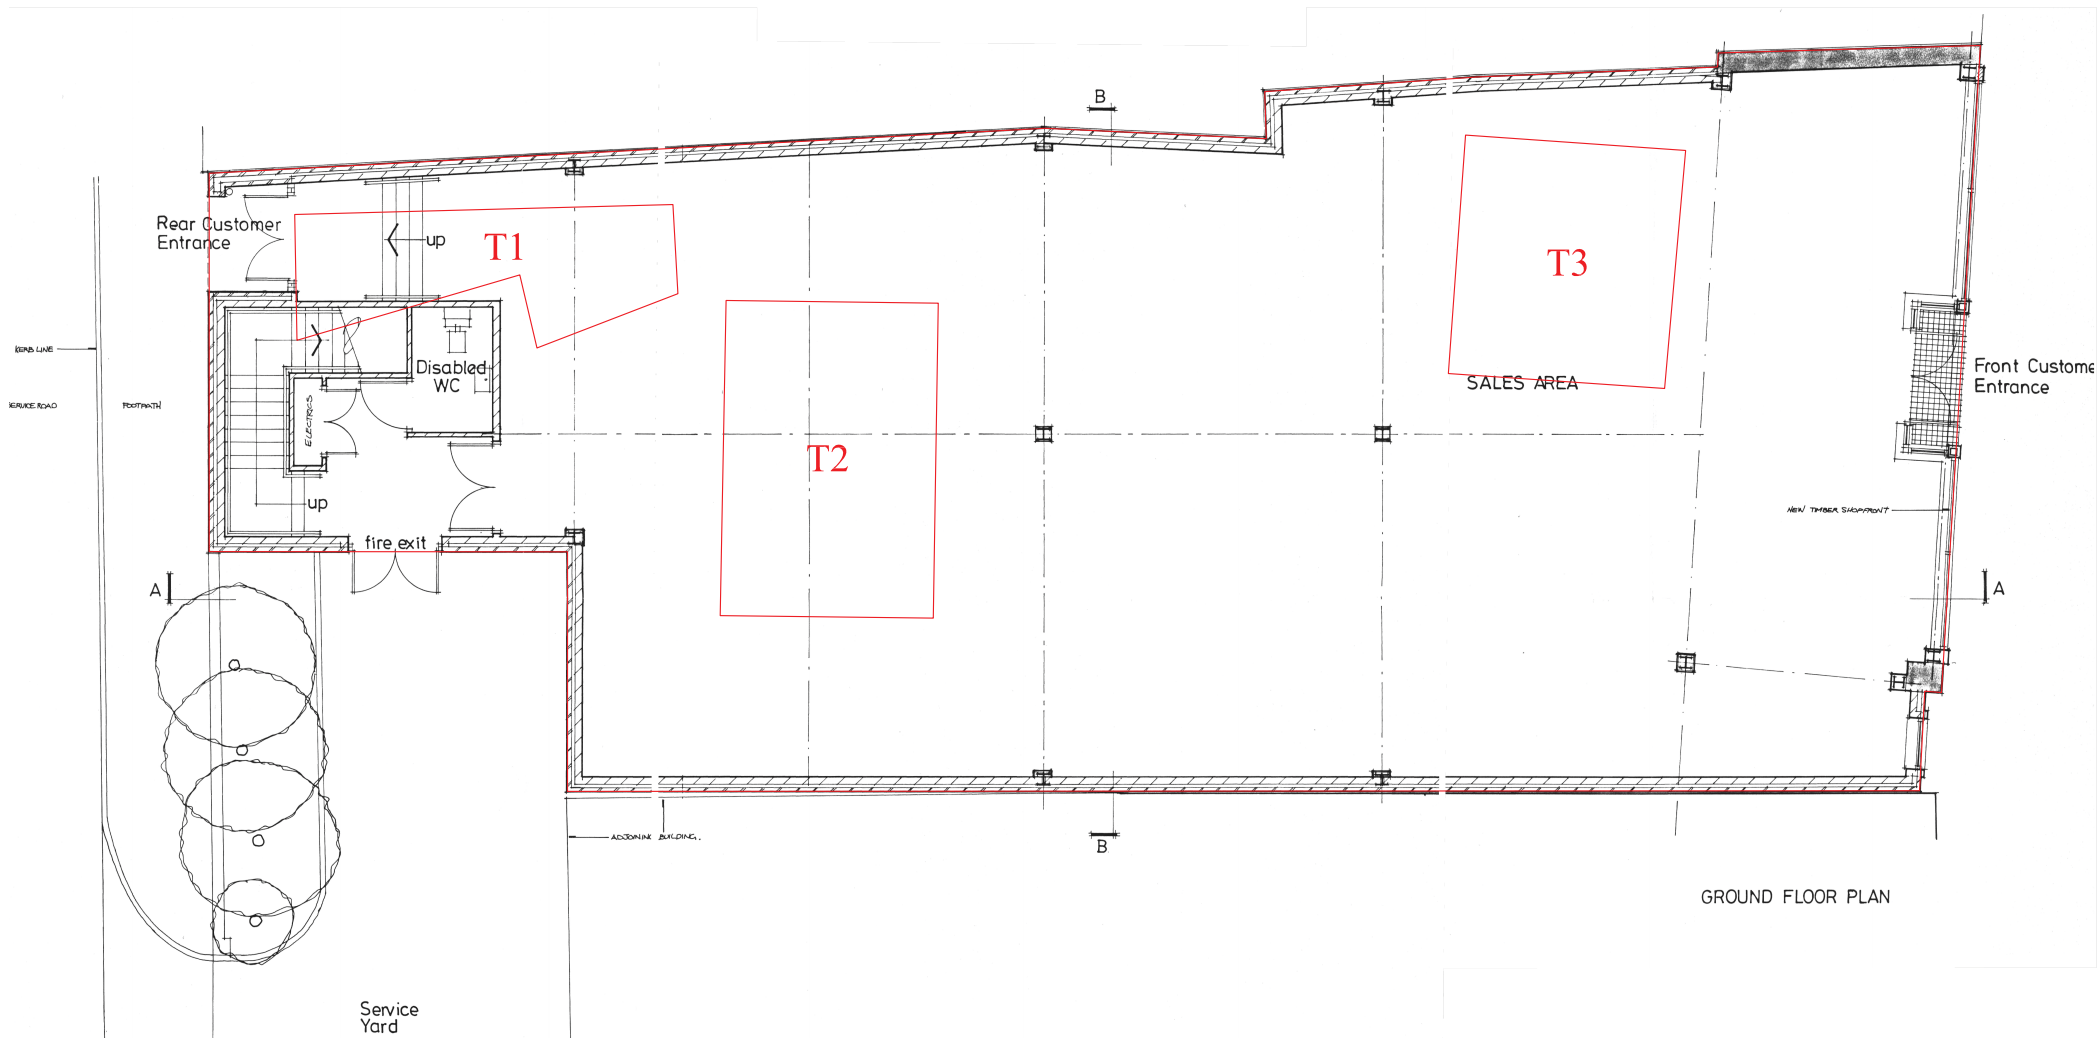 B
Rear Customer
Entrance
up
T1
T3
KERB LINE
SERVICE ROAD
FOOTPATH
Disabled
WC
ELECTRICS
SALES AREA
Front Custome
Entrance
T2
up
fire exit
NEW TIMBER SHOPFRONT
A
A
ADJOINING BUILDING.
B
GROUND FLOOR PLAN
Service
Yard